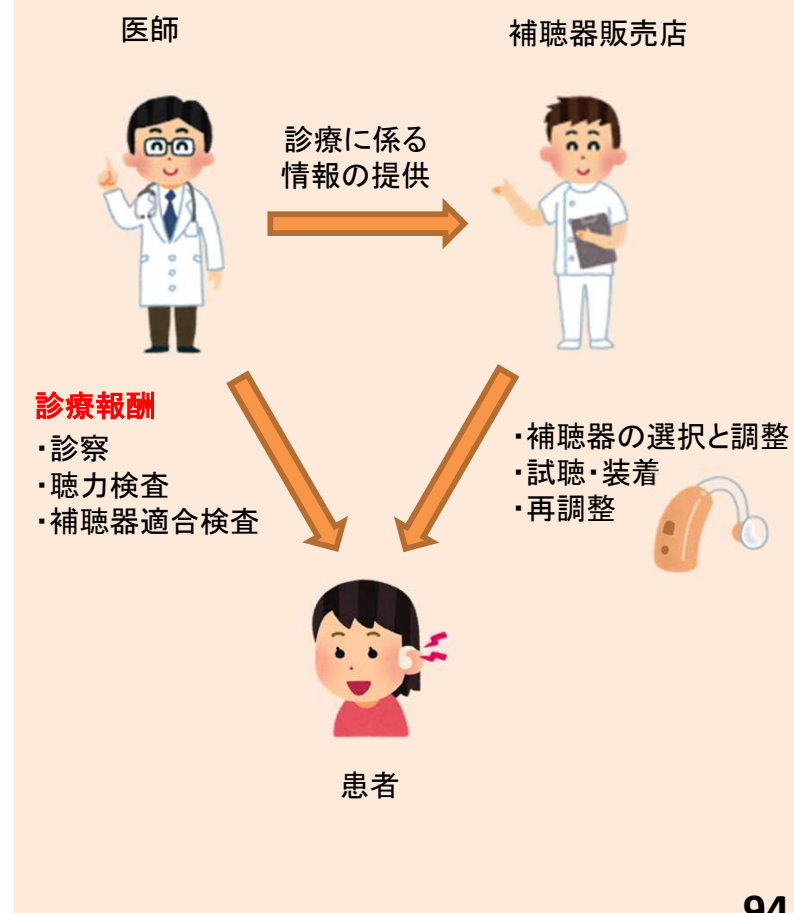 医師
補聴器販売店
診療に係る
情報の提供
診療報酬
・診察
・聴力検査
・補聴器適合検査
・補聴器の選択と調整
・試聴・装着
・再調整
患者
94